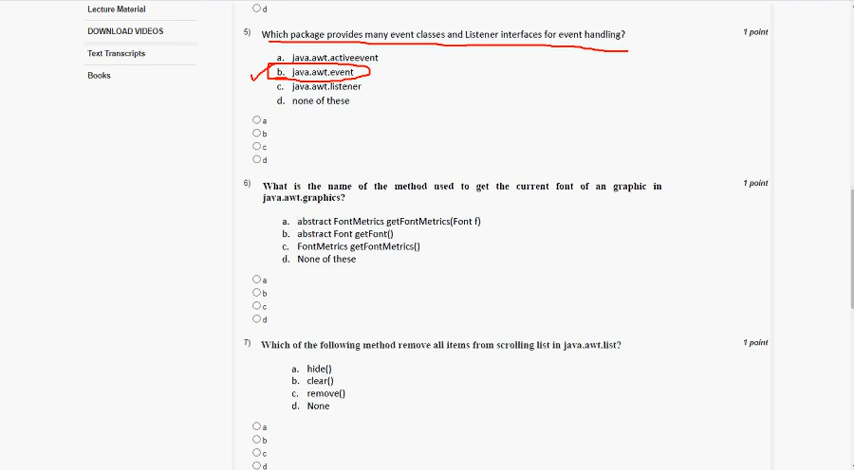 Lecture Material
DOWNLOAD VIDEOS
Text Transcripts
Books
d
5) Which package provides many event classes and Listener interfaces for event handling? 1 point
a. java.awt.activeevent
b. java.awt.event
c. java.awt.listener
d. none of these
a
b
c
d
6) What is the name of the method used to get the current font of an graphic in 1 point
java.awt.graphics?
a. abstract FontMetrics getFontMetrics(Font f)
b. abstract Font getFont()
c. FontMetrics getFontMetrics()
d. None of these
a
b
c
d
7) Which of the following method remove all items from scrolling list in java.awt.list? 1 point
a. hide()
b. clear()
c. remove()
d. None
a
b
c
d